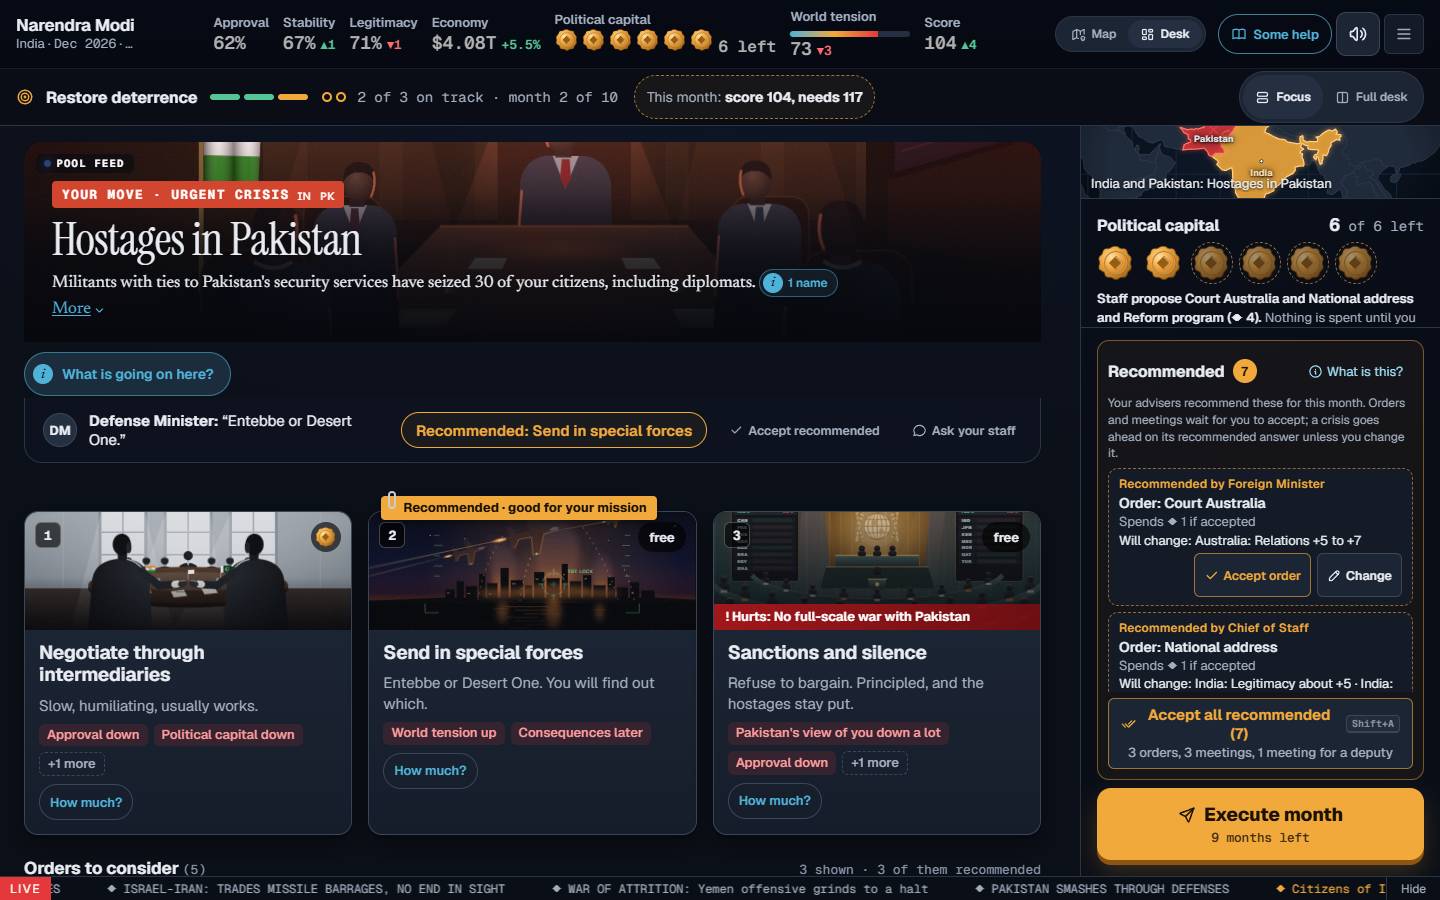 Narendra Modi
India · Dec 2026 · …
Approval
62%
Stability
67% ▲1
Legitimacy
71% ▼1
Economy
$4.08T +5.5%
Political capital
6 left
World tension
73 ▼3
Score
104 ▲4
Map
Desk
Some help
Restore deterrence
2 of 3 on track · month 2 of 10
This month: score 104, needs 117
Focus
Full desk
POOL FEED
YOUR MOVE · URGENT CRISIS IN PK
Hostages in Pakistan
Militants with ties to Pakistan's security services have seized 30 of your citizens, including diplomats. i 1 name
More
i What is going on here?
DM
Defense Minister: “Entebbe or Desert One.”
Recommended: Send in special forces
Accept recommended
Ask your staff
1
Negotiate through
intermediaries
Slow, humiliating, usually works.
Approval down
Political capital down
+1 more
How much?
Recommended · good for your mission
2
free
Send in special forces
Entebbe or Desert One. You will find out
which.
World tension up
Consequences later
How much?
3
free
! Hurts: No full-scale war with Pakistan
Sanctions and silence
Refuse to bargain. Principled, and the
hostages stay put.
Pakistan's view of you down a lot
Approval down
+1 more
How much?
Orders to consider (5)
3 shown · 3 of them recommended
Pakistan
India
India and Pakistan: Hostages in Pakistan
Political capital
6 of 6 left
Staff propose Court Australia and National address
and Reform program (◆ 4). Nothing is spent until you
Recommended 7
What is this?
Your advisers recommend these for this month. Orders
and meetings wait for you to accept; a crisis goes
ahead on its recommended answer unless you change
it.
Recommended by Foreign Minister
Order: Court Australia
Spends ◆ 1 if accepted
Will change: Australia: Relations +5 to +7
Accept order
Change
Recommended by Chief of Staff
Order: National address
Spends ◆ 1 if accepted
Will change: India: Legitimacy about +5 · India:
Accept all recommended
(7)
Shift+A
3 orders, 3 meetings, 1 meeting for a deputy
Execute month
9 months left
LIVE
ES ◆ ISRAEL-IRAN: TRADES MISSILE BARRAGES, NO END IN SIGHT ◆ WAR OF ATTRITION: Yemen offensive grinds to a halt ◆ PAKISTAN SMASHES THROUGH DEFENSES ◆ Citizens of I
Hide